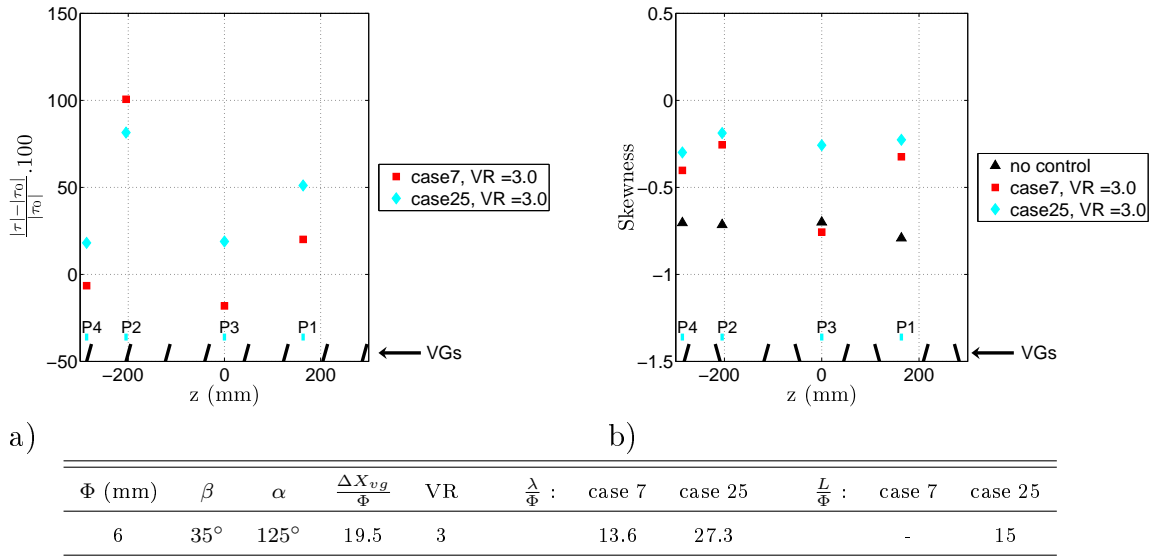 150
100
50
0
−50
|τ|−|τ0| / |τ0| .100
P4 P2 P3 P1
−200 0 200
z (mm)
VGs
case7, VR =3.0
case25, VR =3.0
a)
0.5
0
−0.5
−1
−1.5
Skewness
P4 P2 P3 P1
−200 0 200
z (mm)
VGs
no control
case7, VR =3.0
case25, VR =3.0
b)
Φ (mm) β α ΔX_vg/Φ VR λ/Φ : case 7 case 25 L/Φ : case 7 case 25
6 35° 125° 19.5 3 13.6 27.3 - 15